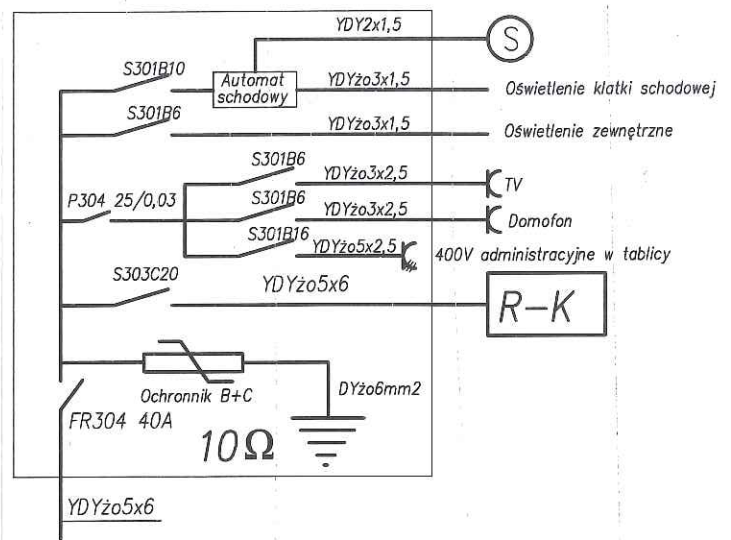 YDY2x1,5
S
S301B10
Automat
schodowy
YDYżo3x1,5
Oświetlenie klatki schodowej
S301B6
YDYżo3x1,5
Oświetlenie zewnętrzne
S301B6
YDYżo3x2,5
TV
P304 25/0,03
S301B6
YDYżo3x2,5
Domofon
S301B16
YDYżo5x2,5
400V administracyjne w tablicy
S303C20
YDYżo5x6
R-K
Ochronnik B+C
DYżo6mm2
FR304 40A
10Ω
YDYżo5x6